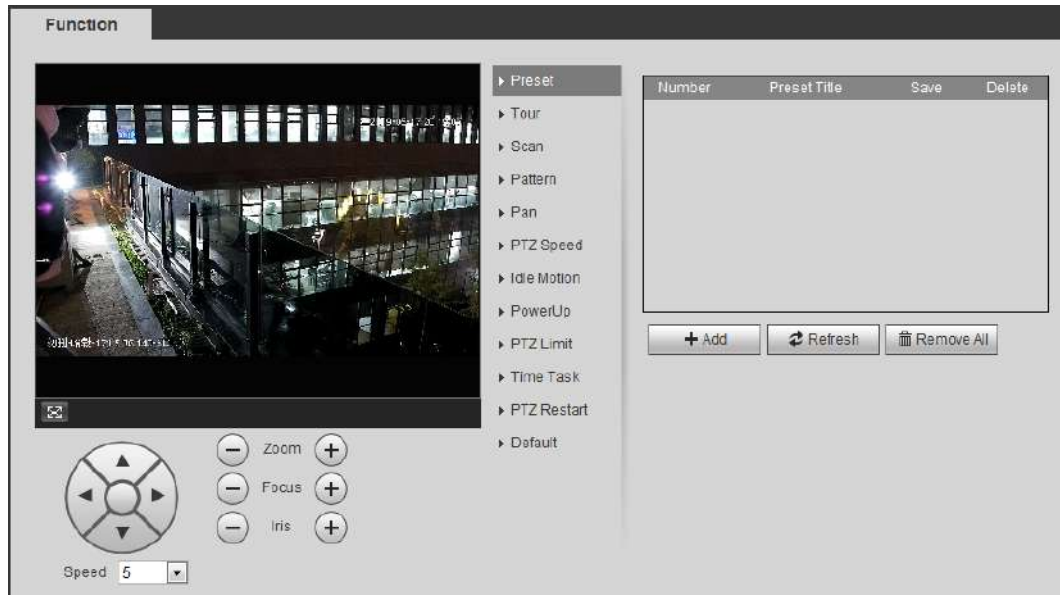 Function
Preset
Tour
Scan
Pattern
Pan
PTZ Speed
Idle Motion
PowerUp
PTZ Limit
Time Task
PTZ Restart
Default
Number Preset Title Save Delete
Add Refresh Remove All
Zoom
Focus
Iris
Speed 5